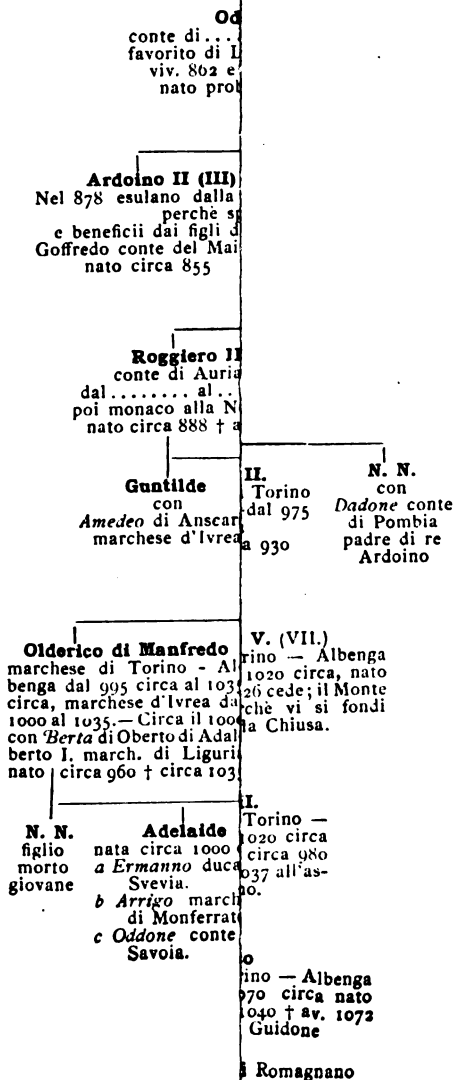 Od
conte di....
favorito di L
viv. 862 e
nato prob
Ardoino II (III)
Nel 878 esulano dalla
perchè sp
e beneficii dai figli d
Goffredo conte del Mai
nato circa 855
Roggiero II
conte di Auria
dal ........ al ..
poi monaco alla N
nato circa 888 † a
Guntilde
con
Amedeo di Anscar
marchese d'Ivrea
II.
Torino
dal 975
a 930
N. N.
con
Dadone conte
di Pombia
padre di re
Ardoino
Olderico di Manfredo
marchese di Torino - Al
benga dal 995 circa al 103
circa, marchese d'Ivrea da
1000 al 1035.— Circa il 1000
con Berta di Oberto di Adal
berto I. march. di Liguri
nato circa 960 † circa 103
V. (VII.)
rino — Albenga
1020 circa, nato
26 cede; il Monte
chè vi si fondi
la Chiusa.
N. N.
figlio
morto
giovane
Adelaide
nata circa 1000
a Ermanno duca
Svevia.
b Arrigo march
di Monferrat
c Oddone conte
Savoia.
I.
Torino —
1020 circa
circa 980
037 all'as-
no.
o
ino — Albenga
970 circa nato
1040 † av. 1072
Guidone
i Romagnano